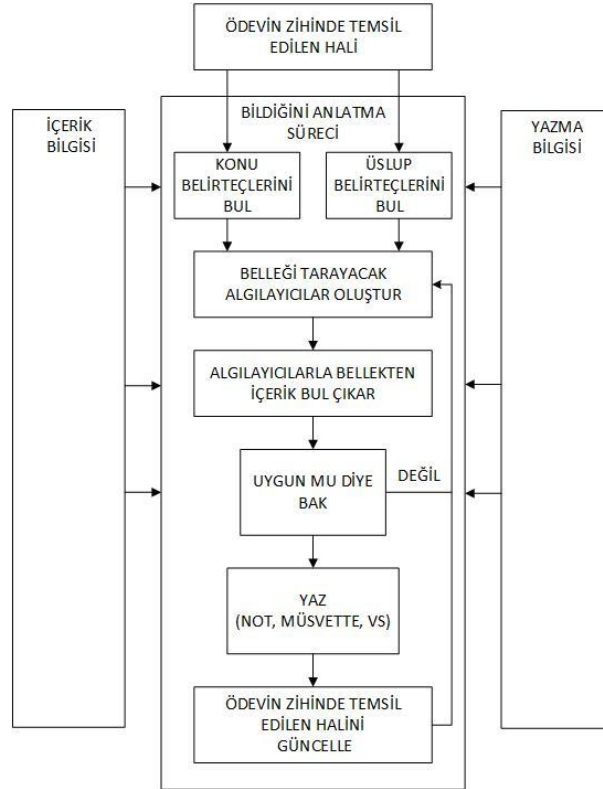 ÖDEVİN ZİHİNDE TEMSİL
EDİLEN HALİ
İÇERİK
BİLGİSİ
BİLDİĞİNİ ANLATMA
SÜRECİ
YAZMA
BİLGİSİ
KONU
BELİRTEÇLERİNİ
BUL
ÜSLUP
BELİRTEÇLERİNİ
BUL
BELLEĞİ TARAYACAK
ALGILAYICILAR OLUŞTUR
ALGILAYICILARLA BELLEKTEN
İÇERİK BUL ÇIKAR
UYGUN MU DİYE
BAK
DEĞİL
YAZ
(NOT, MÜSVETTE, VS)
ÖDEVİN ZİHİNDE TEMSİL
EDİLEN HALİNİ
GÜNCELLE